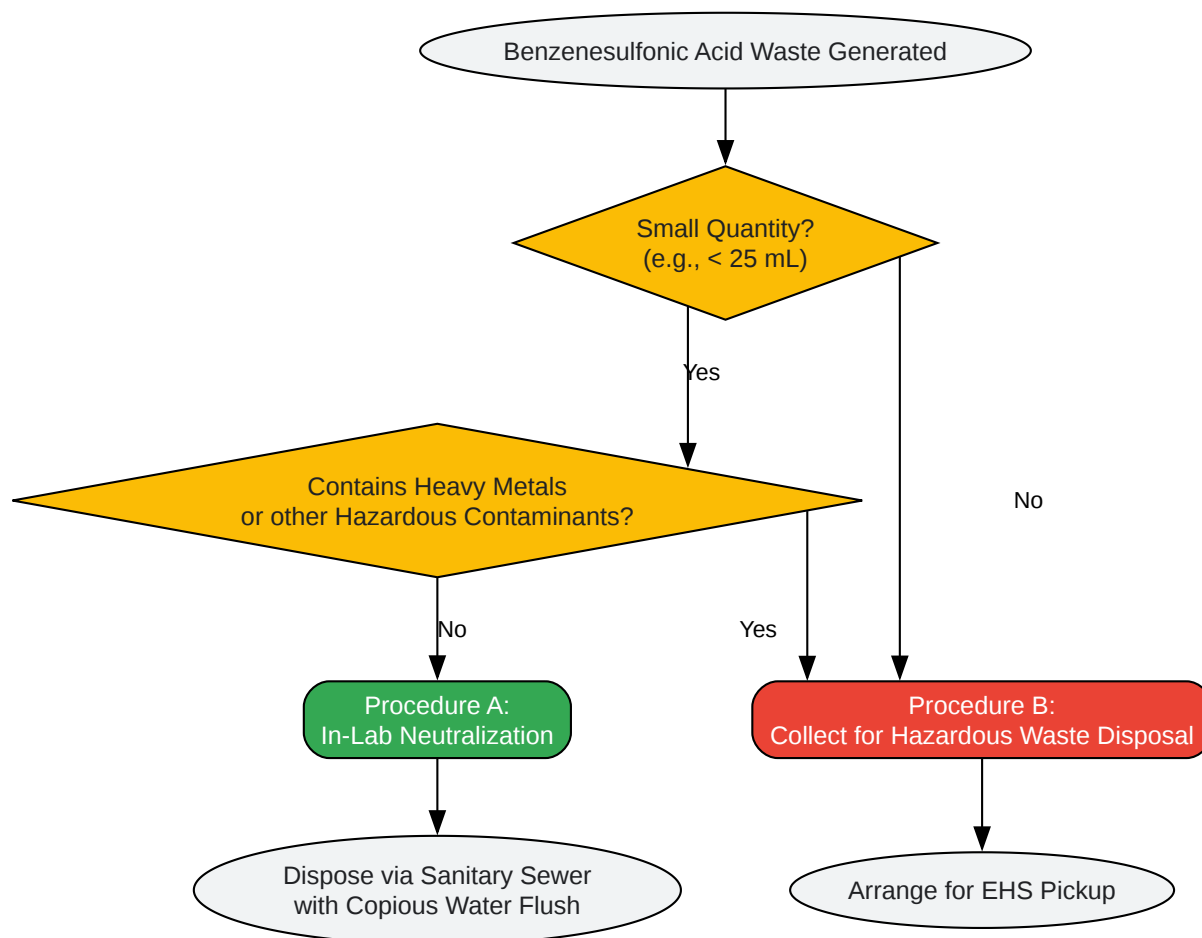 Benzenesulfonic Acid Waste Generated
Small Quantity?
(e.g., < 25 mL)
Yes
Contains Heavy Metals
or other Hazardous Contaminants?
No
No
Yes
Procedure A:
In-Lab Neutralization
Procedure B:
Collect for Hazardous Waste Disposal
Dispose via Sanitary Sewer
with Copious Water Flush
Arrange for EHS Pickup